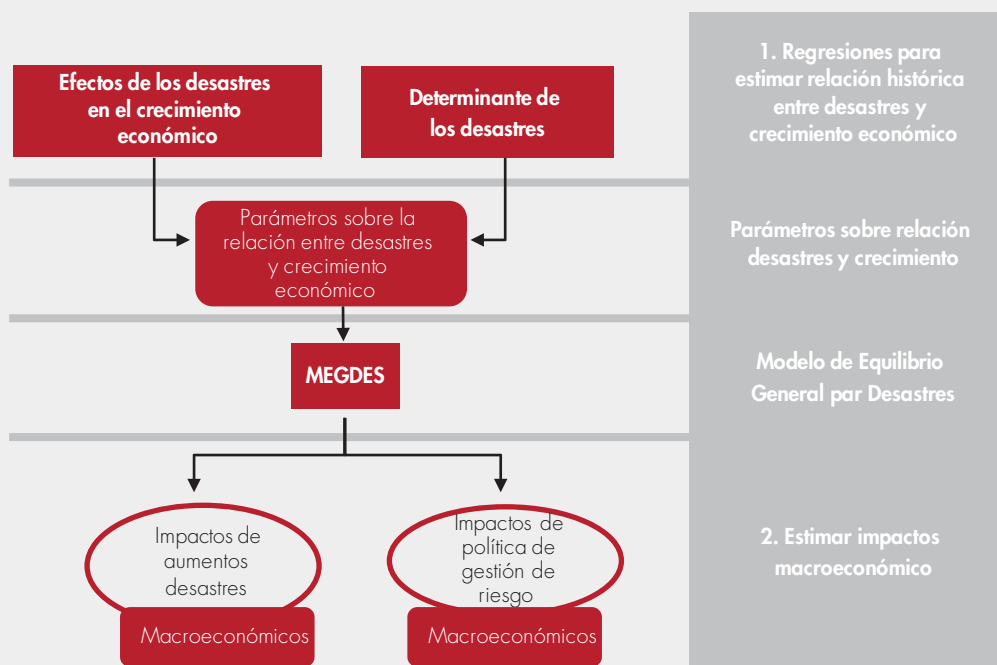 Efectos de los desastres
en el crecimiento
económico
Determinante de
los desastres
1. Regresiones para
estimar relación histórica
entre desastres y
crecimiento económico
Parámetros sobre la
relación entre desastres
y crecimiento
económico
Parámetros sobre relación
desastres y crecimiento
MEGDES
Modelo de Equilibrio
General par Desastres
Impactos de
aumentos
desastres
Macroeconómicos
Impactos de
política de
gestión de
riesgo
Macroeconómicos
2. Estimar impactos
macroeconómico